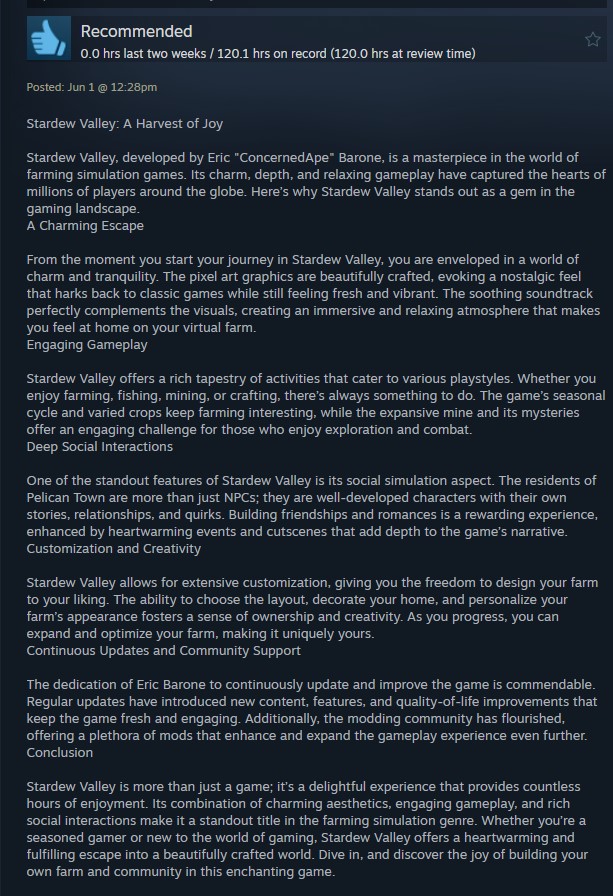 Recommended
0.0 hrs last two weeks / 120.1 hrs on record (120.0 hrs at review time)
Posted: Jun 1 @ 12:28pm
Stardew Valley: A Harvest of Joy
Stardew Valley, developed by Eric "ConcernedApe" Barone, is a masterpiece in the world of
farming simulation games. Its charm, depth, and relaxing gameplay have captured the hearts of
millions of players around the globe. Here's why Stardew Valley stands out as a gem in the
gaming landscape.
A Charming Escape
From the moment you start your journey in Stardew Valley, you are enveloped in a world of
charm and tranquility. The pixel art graphics are beautifully crafted, evoking a nostalgic feel
that harks back to classic games while still feeling fresh and vibrant. The soothing soundtrack
perfectly complements the visuals, creating an immersive and relaxing atmosphere that makes
you feel at home on your virtual farm.
Engaging Gameplay
Stardew Valley offers a rich tapestry of activities that cater to various playstyles. Whether you
enjoy farming, fishing, mining, or crafting, there's always something to do. The game's seasonal
cycle and varied crops keep farming interesting, while the expansive mine and its mysteries
offer an engaging challenge for those who enjoy exploration and combat.
Deep Social Interactions
One of the standout features of Stardew Valley is its social simulation aspect. The residents of
Pelican Town are more than just NPCs; they are well-developed characters with their own
stories, relationships, and quirks. Building friendships and romances is a rewarding experience,
enhanced by heartwarming events and cutscenes that add depth to the game's narrative.
Customization and Creativity
Stardew Valley allows for extensive customization, giving you the freedom to design your farm
to your liking. The ability to choose the layout, decorate your home, and personalize your
farm's appearance fosters a sense of ownership and creativity. As you progress, you can
expand and optimize your farm, making it uniquely yours.
Continuous Updates and Community Support
The dedication of Eric Barone to continuously update and improve the game is commendable.
Regular updates have introduced new content, features, and quality-of-life improvements that
keep the game fresh and engaging. Additionally, the modding community has flourished,
offering a plethora of mods that enhance and expand the gameplay experience even further.
Conclusion
Stardew Valley is more than just a game; it's a delightful experience that provides countless
hours of enjoyment. Its combination of charming aesthetics, engaging gameplay, and rich
social interactions make it a standout title in the farming simulation genre. Whether you're a
seasoned gamer or new to the world of gaming, Stardew Valley offers a heartwarming and
fulfilling escape into a beautifully crafted world. Dive in, and discover the joy of building your
own farm and community in this enchanting game.